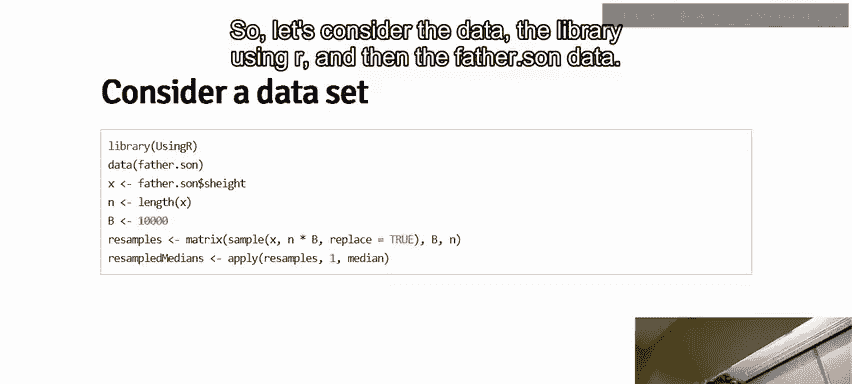 So, let's consider the data, the library
using r, and then the father.son data.
Consider a data set
library(UsingR)
data(father.son)
x <- father.son$sheight
n <- length(x)
B <- 10000
resamples <- matrix(sample(x, n * B, replace = TRUE), B, n)
resampledMedians <- apply(resamples, 1, median)